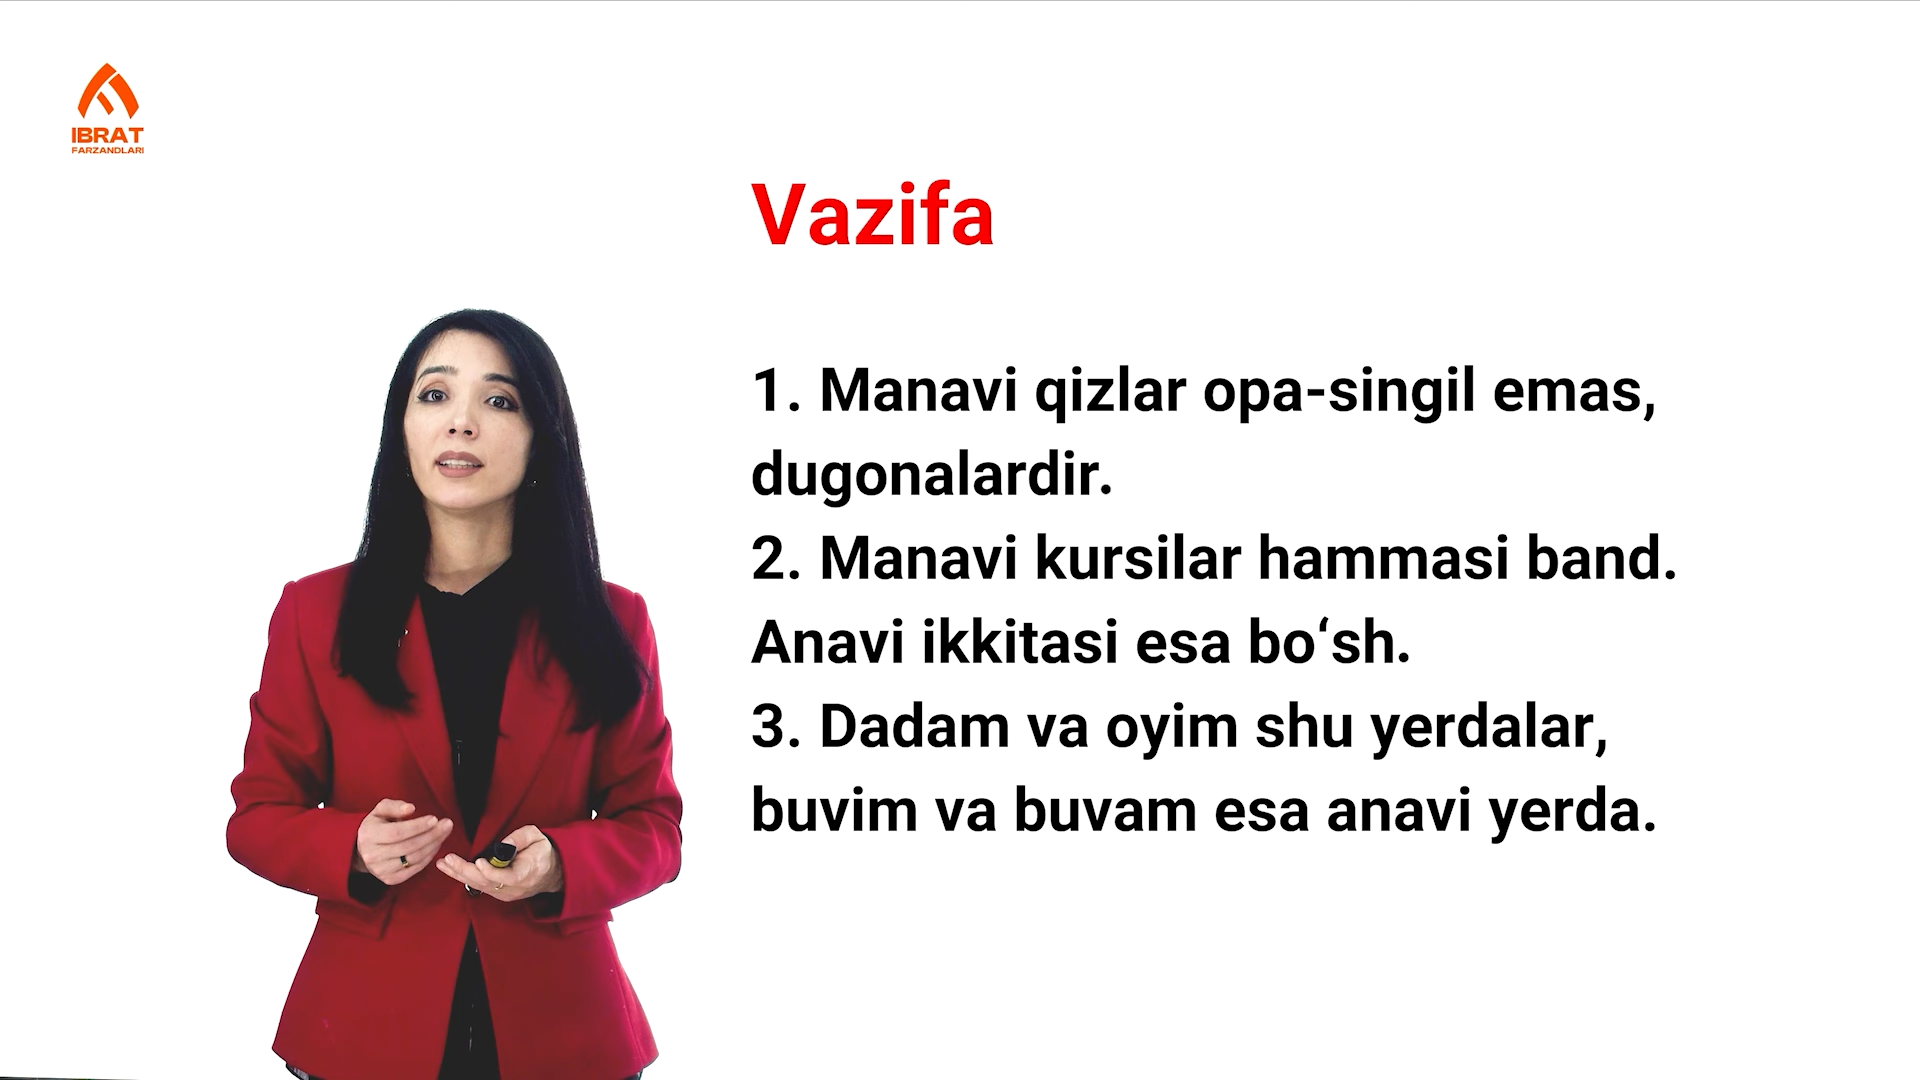 IBRAT
FARZANDLARI
Vazifa
1. Manavi qizlar opa-singil emas,
dugonalardir.
2. Manavi kursilar hammasi band.
Anavi ikkitasi esa bo‘sh.
3. Dadam va oyim shu yerdalar,
buvim va buvam esa anavi yerda.